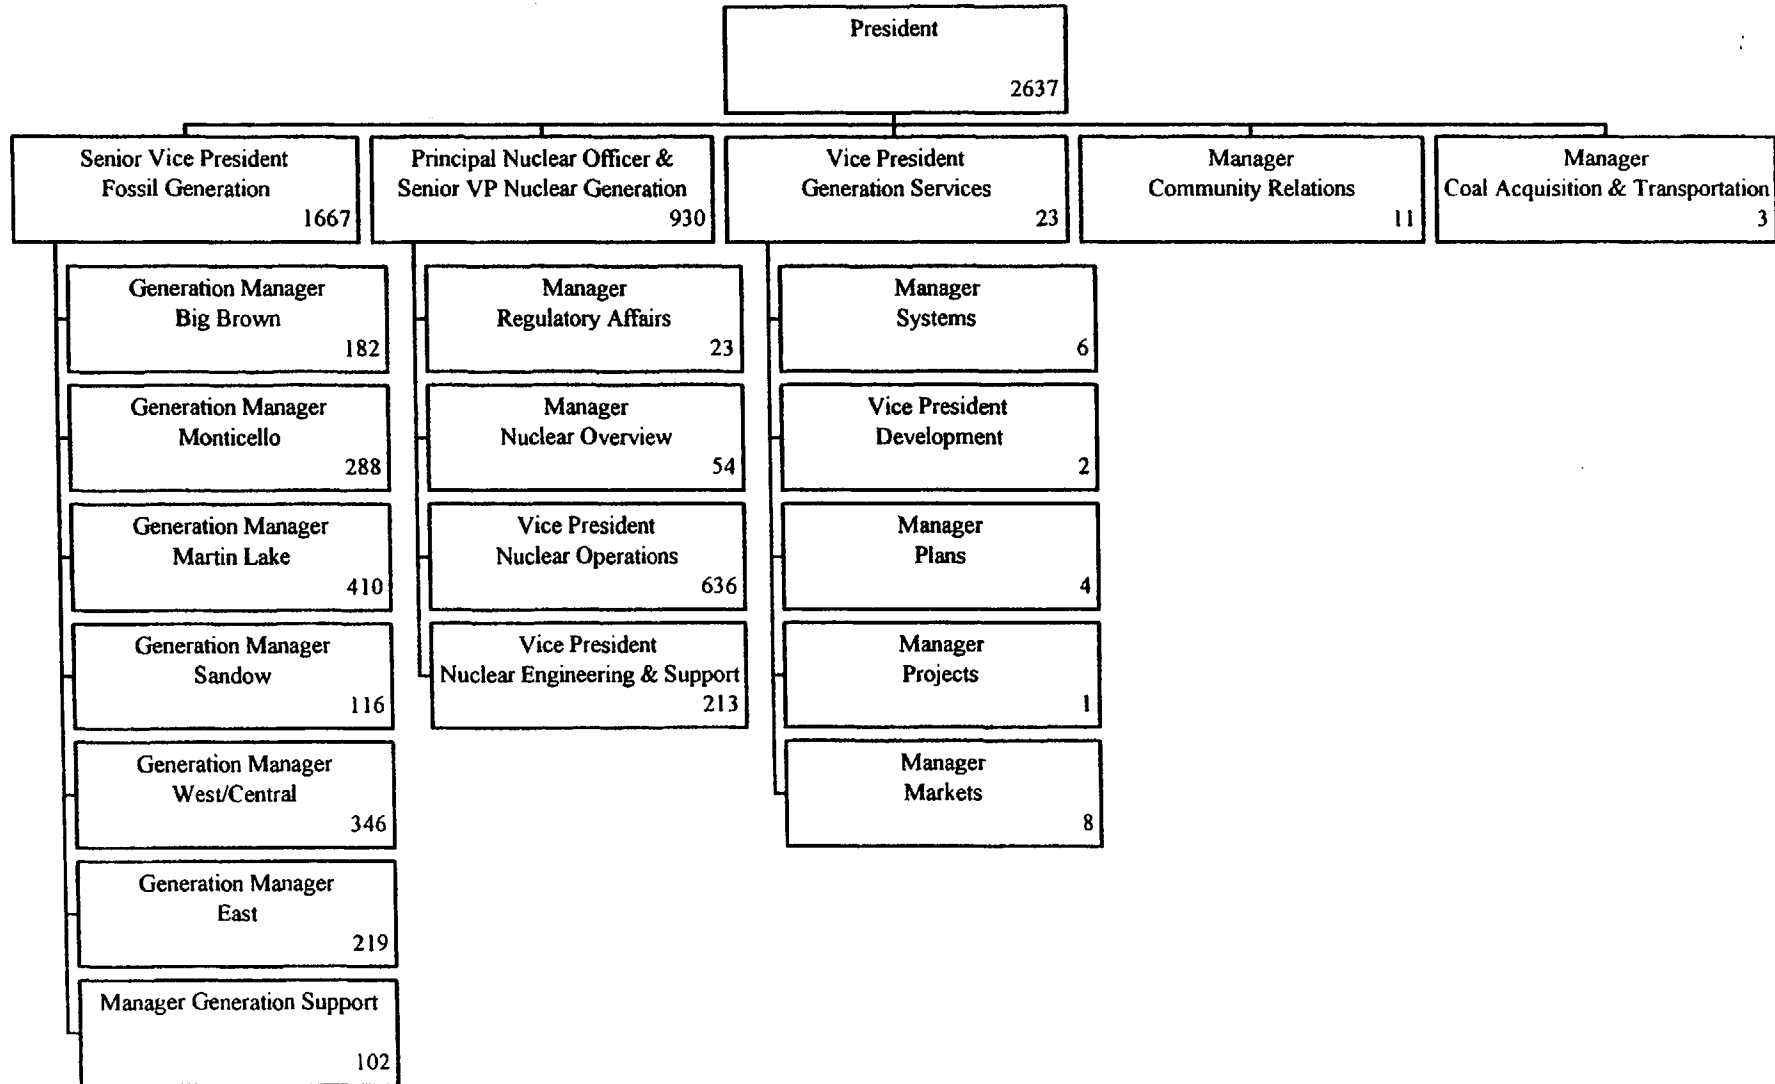 President
2637
Senior Vice President
Fossil Generation
1667
Principal Nuclear Officer &
Senior VP Nuclear Generation
930
Vice President
Generation Services
23
Manager
Community Relations
11
Manager
Coal Acquisition & Transportation
3
Generation Manager
Big Brown
182
Generation Manager
Monticello
288
Generation Manager
Martin Lake
410
Generation Manager
Sandow
116
Generation Manager
West/Central
346
Generation Manager
East
219
Manager Generation Support
102
Manager
Regulatory Affairs
23
Manager
Nuclear Overview
54
Vice President
Nuclear Operations
636
Vice President
Nuclear Engineering & Support
213
Manager
Systems
6
Vice President
Development
2
Manager
Plans
4
Manager
Projects
1
Manager
Markets
8